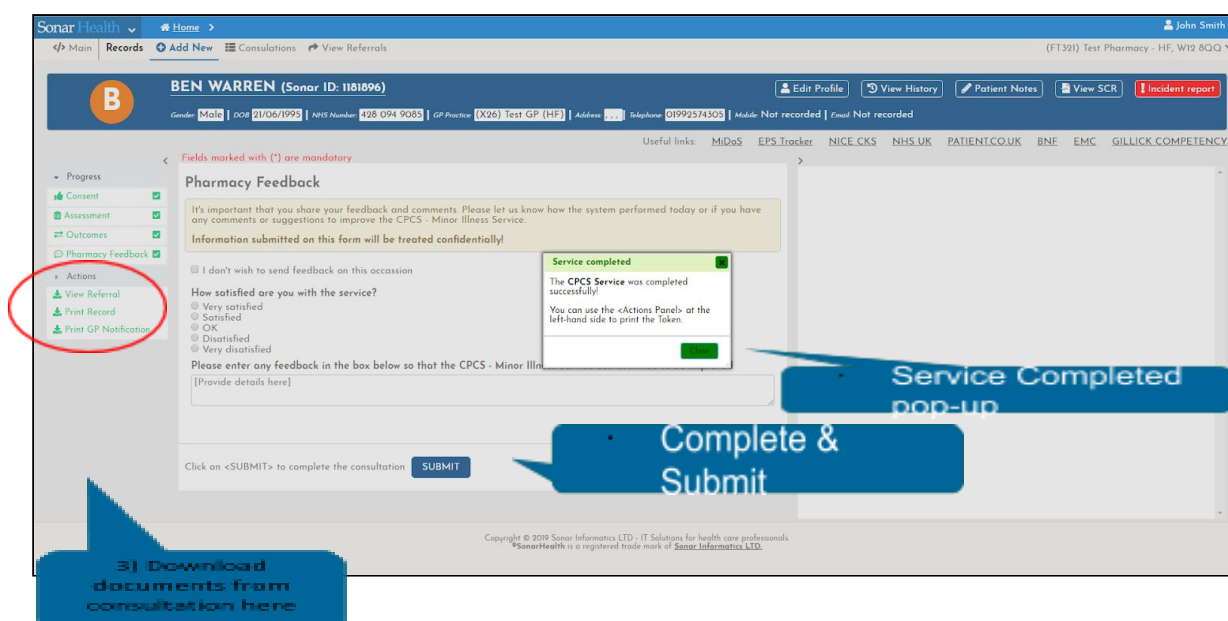 Sonar Health Home > John Smith
</> Main Records Add New Consulations View Referrals (FT321) Test Pharmacy - HF, W12 8QQ
B
BEN WARREN (Sonar ID: 1181896)
Edit Profile View History Patient Notes View SCR Incident report
Gender Male | DOB 21/06/1995 | NHS Number 428 094 9085 | GP Practice (X26) Test GP (HF) | Address , , , | Telephone 01992574305 | Mobile Not recorded | Email Not recorded
Useful links: MiDoS EPS Tracker NICE CKS NHS UK PATIENT.CO.UK BNF EMC GILLICK COMPETENCY
Fields marked with (*) are mandatory
Progress
Consent
Assessment
Outcomes
Pharmacy Feedback
Actions
View Referral
Print Record
Print GP Notification
Pharmacy Feedback
It's important that you share your feedback and comments. Please let us know how the system performed today or if you have
any comments or suggestions to improve the CPCS - Minor Illness Service.
Information submitted on this form will be treated confidentially!
I don't wish to send feedback on this occassion
How satisfied are you with the service?
Very satisfied
Satisfied
OK
Disatisfied
Very disatisfied
Please enter any feedback in the box below so that the CPCS - Minor Illn
[Provide details here]
Click on <SUBMIT> to complete the consultation SUBMIT
Service completed x
The CPCS Service was completed
successfully!
You can use the <Actions Panel> at the
left-hand side to print the Token.
Close
• Service Completed
pop-up
• Complete &
Submit
3) Download
documents from
consultation here
Copyright © 2019 Sonar Informatics LTD - IT Solutions for health care professionals.
®SonarHealth is a registered trade mark of Sonar Informatics LTD.